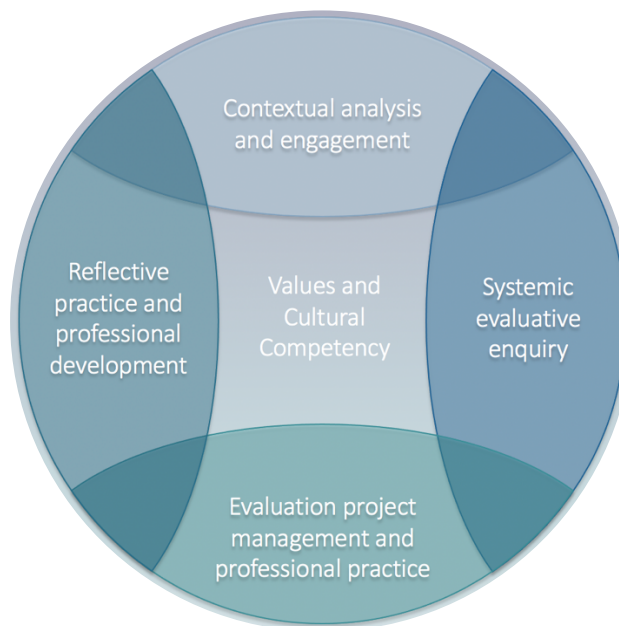 Contextual analysis
and engagement
Reflective
practice and
professional
development
Values and
Cultural
Competency
Systemic
evaluative
enquiry
Evaluation project
management and
professional practice